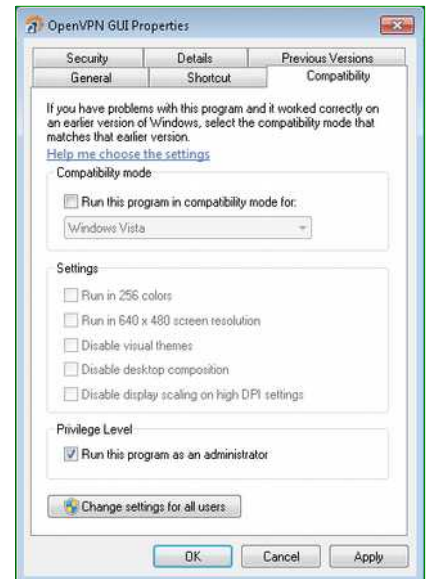 OpenVPN GUI Properties
Security Details Previous Versions
General Shortcut Compatibility
If you have problems with this program and it worked correctly on
an earlier version of Windows, select the compatibility mode that
matches that earlier version.
Help me choose the settings
Compatibility mode
Run this program in compatibility mode for:
Windows Vista
Settings
Run in 256 colors
Run in 640 x 480 screen resolution
Disable visual themes
Disable desktop composition
Disable display scaling on high DPI settings
Privilege Level
Run this program as an administrator
Change settings for all users
OK Cancel Apply